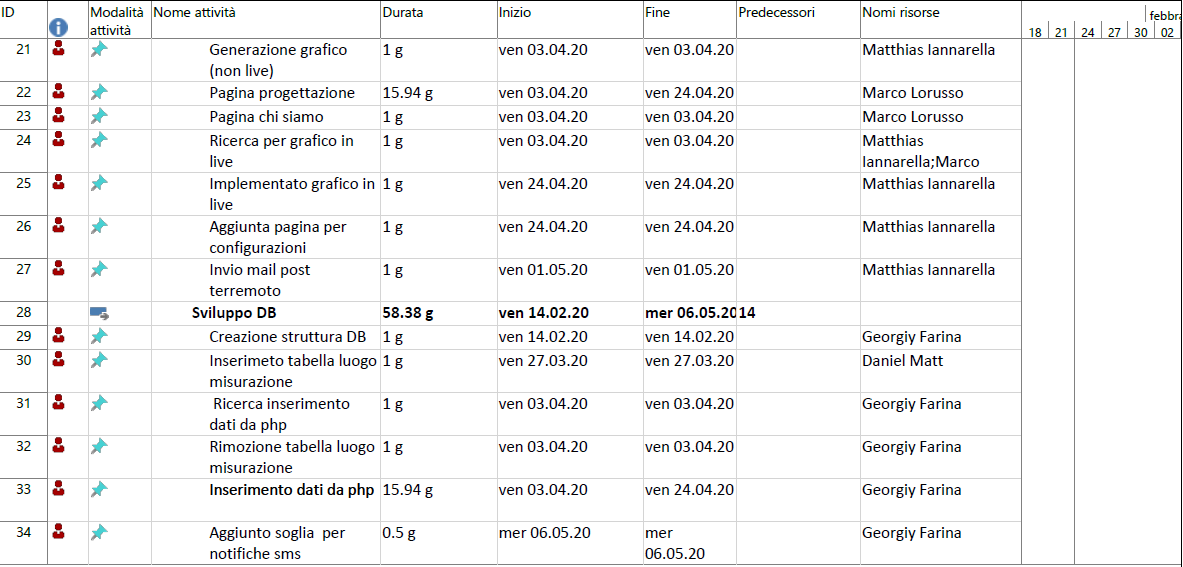 ID Modalità attività Nome attività Durata Inizio Fine Predecessori Nomi risorse
febbra
18 21 24 27 30 02
21 Generazione grafico 1 g ven 03.04.20 ven 03.04.20 Matthias Iannarella
(non live)
22 Pagina progettazione 15.94 g ven 03.04.20 ven 24.04.20 Marco Lorusso
23 Pagina chi siamo 1 g ven 03.04.20 ven 03.04.20 Marco Lorusso
24 Ricerca per grafico in 1 g ven 03.04.20 ven 03.04.20 Matthias
live Iannarella;Marco
25 Implementato grafico in 1 g ven 24.04.20 ven 24.04.20 Matthias Iannarella
live
26 Aggiunta pagina per 1 g ven 24.04.20 ven 24.04.20 Matthias Iannarella
configurazioni
27 Invio mail post 1 g ven 01.05.20 ven 01.05.20 Matthias Iannarella
terremoto
28 Sviluppo DB 58.38 g ven 14.02.20 mer 06.05.20 14
29 Creazione struttura DB 1 g ven 14.02.20 ven 14.02.20 Georgiy Farina
30 Inserimeto tabella luogo 1 g ven 27.03.20 ven 27.03.20 Daniel Matt
misurazione
31 Ricerca inserimento 1 g ven 03.04.20 ven 03.04.20 Georgiy Farina
dati da php
32 Rimozione tabella luogo 1 g ven 03.04.20 ven 03.04.20 Georgiy Farina
misurazione
33 Inserimento dati da php 15.94 g ven 03.04.20 ven 24.04.20 Georgiy Farina
34 Aggiunto soglia per 0.5 g mer 06.05.20 mer Georgiy Farina
notifiche sms 06.05.20